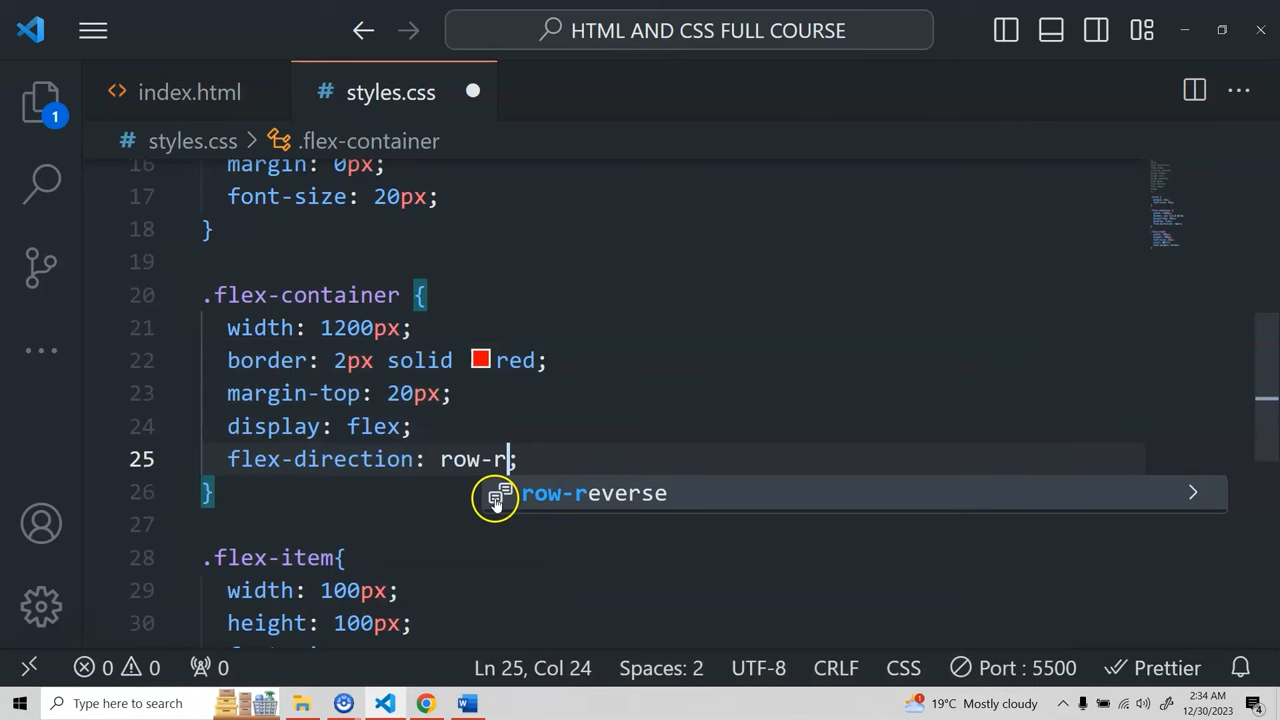 HTML AND CSS FULL COURSE
index.html
styles.css
1
styles.css > .flex-container
16 margin: 0px;
17 font-size: 20px;
18 }
19
20 .flex-container {
21 width: 1200px;
22 border: 2px solid red;
23 margin-top: 20px;
24 display: flex;
25 flex-direction: row-r;
26 }
row-reverse
27
28 .flex-item{
29 width: 100px;
30 height: 100px;
0 0 0 Ln 25, Col 24 Spaces: 2 UTF-8 CRLF CSS Port : 5500 Prettier
Type here to search 1 19°C Mostly cloudy 2:34 AM
12/30/2023 4